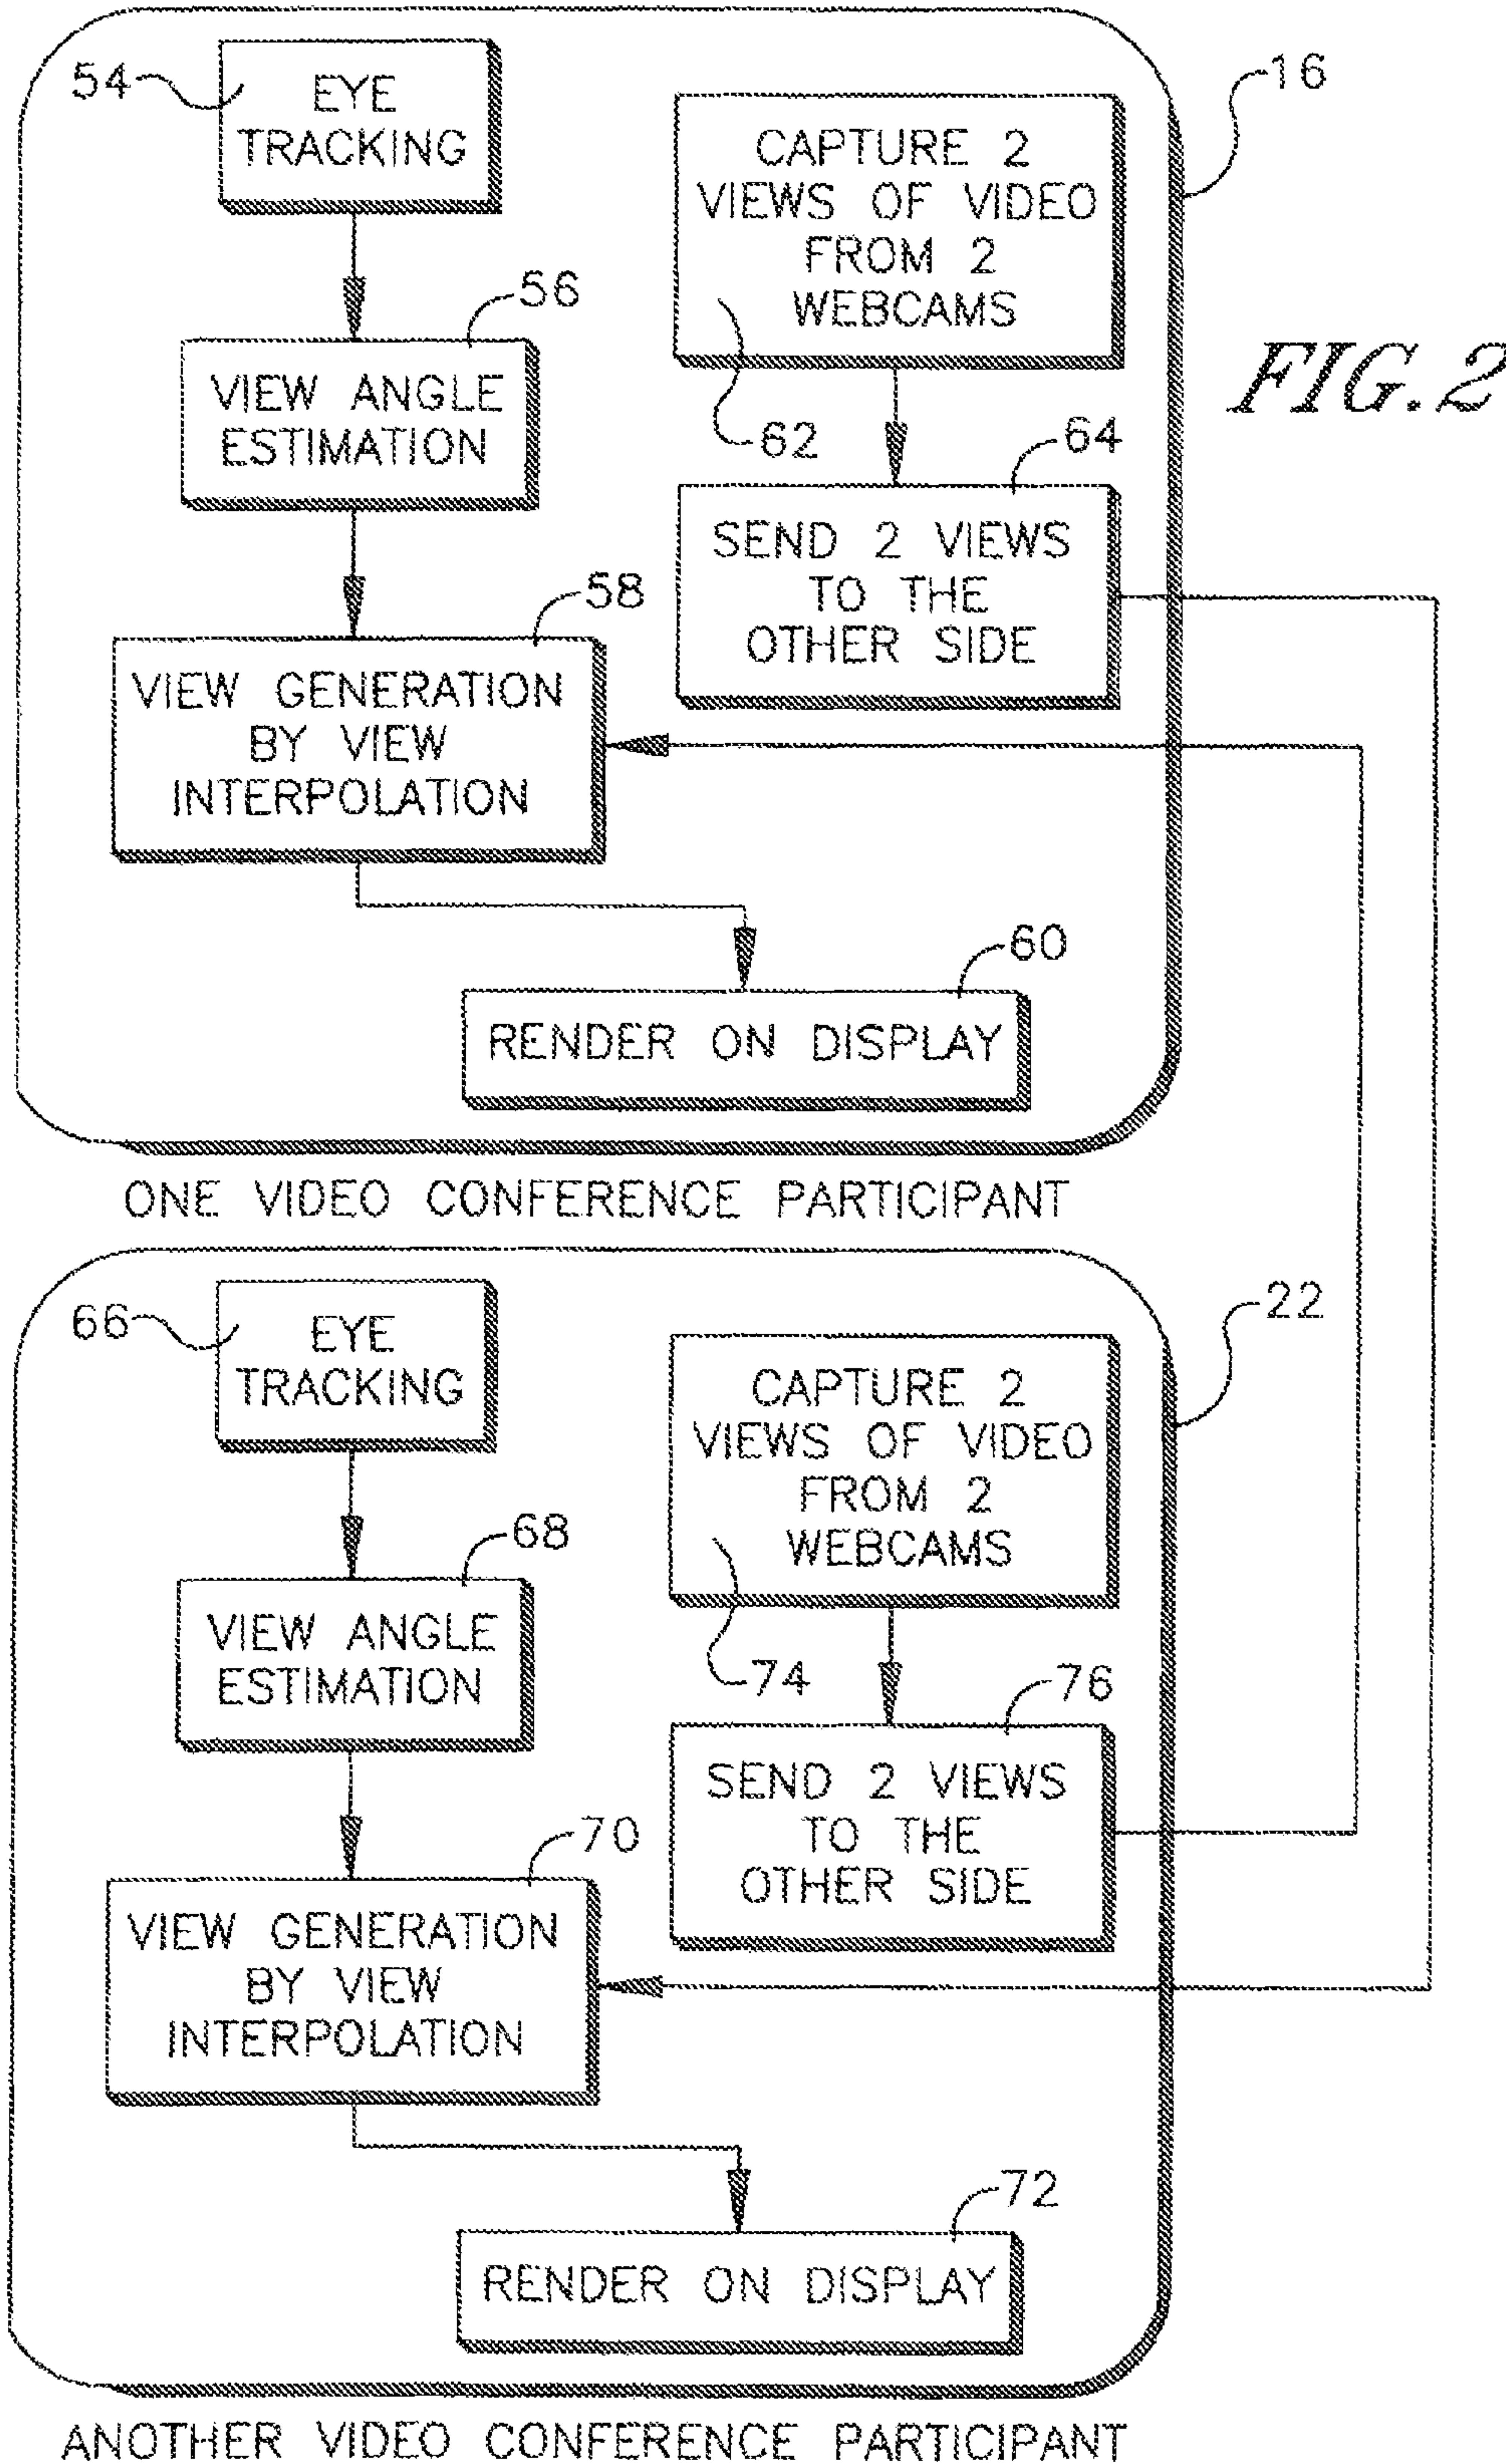 54
EYE
TRACKING
16
CAPTURE 2
VIEWS OF VIDEO
FROM 2
WEBCAMS
62
56
VIEW ANGLE
ESTIMATION
FIG. 2
64
SEND 2 VIEWS
TO THE
OTHER SIDE
58
VIEW GENERATION
BY VIEW
INTERPOLATION
60
RENDER ON DISPLAY
ONE VIDEO CONFERENCE PARTICIPANT
66
EYE
TRACKING
22
CAPTURE 2
VIEWS OF VIDEO
FROM 2
WEBCAMS
74
68
VIEW ANGLE
ESTIMATION
76
SEND 2 VIEWS
TO THE
OTHER SIDE
70
VIEW GENERATION
BY VIEW
INTERPOLATION
72
RENDER ON DISPLAY
ANOTHER VIDEO CONFERENCE PARTICIPANT